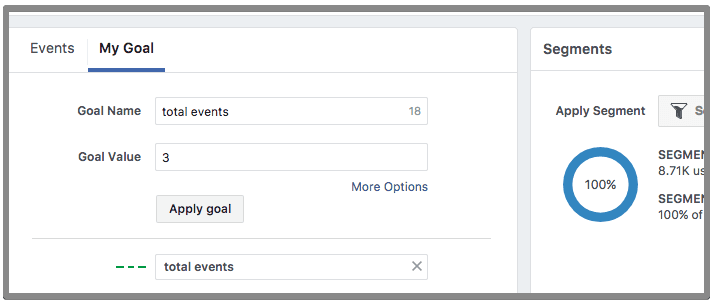 Events
My Goal
Goal Name
total events
18
Goal Value
3
More Options
Apply goal
total events
Segments
Apply Segment
100%
SEGMEN
8.71K us
SEGME
100% of